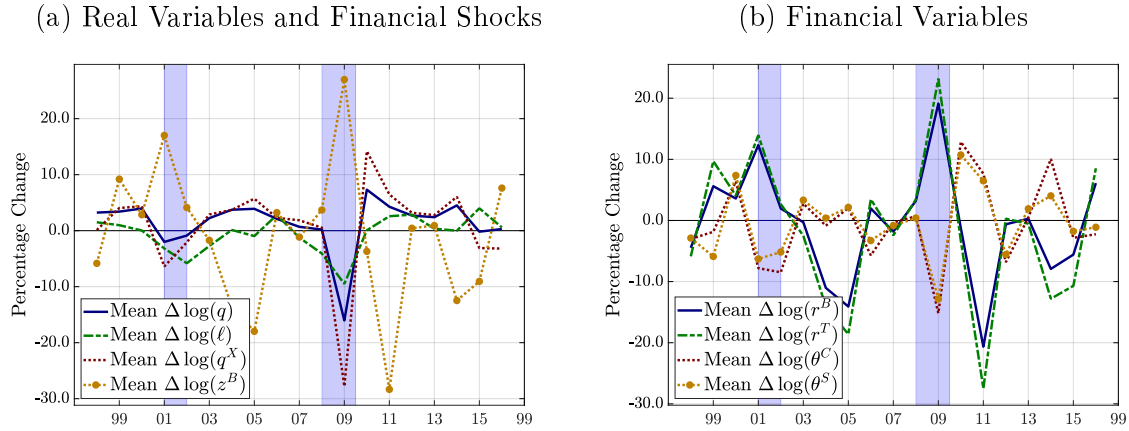 (a) Real Variables and Financial Shocks
Percentage Change
20.0
10.0
0.0
-10.0
-20.0
-30.0
Mean Δ log(q)
Mean Δ log(ℓ)
Mean Δ log(q^X)
Mean Δ log(z^B)
99 01 03 05 07 09 11 13 15 99
(b) Financial Variables
Percentage Change
20.0
10.0
0.0
-10.0
-20.0
-30.0
Mean Δ log(r^B)
Mean Δ log(r^T)
Mean Δ log(θ^C)
Mean Δ log(θ^S)
99 01 03 05 07 09 11 13 15 99